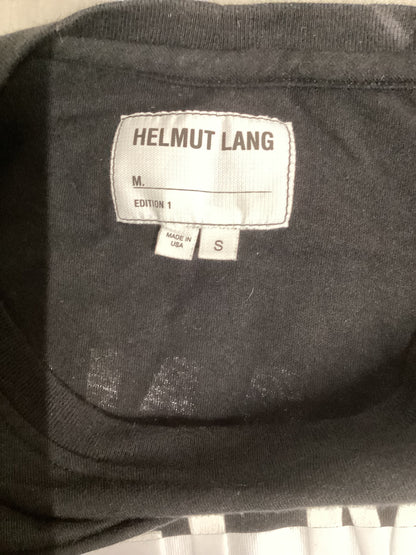 HELMUT LANG
M.
EDITION 1
MADE IN
USA
S